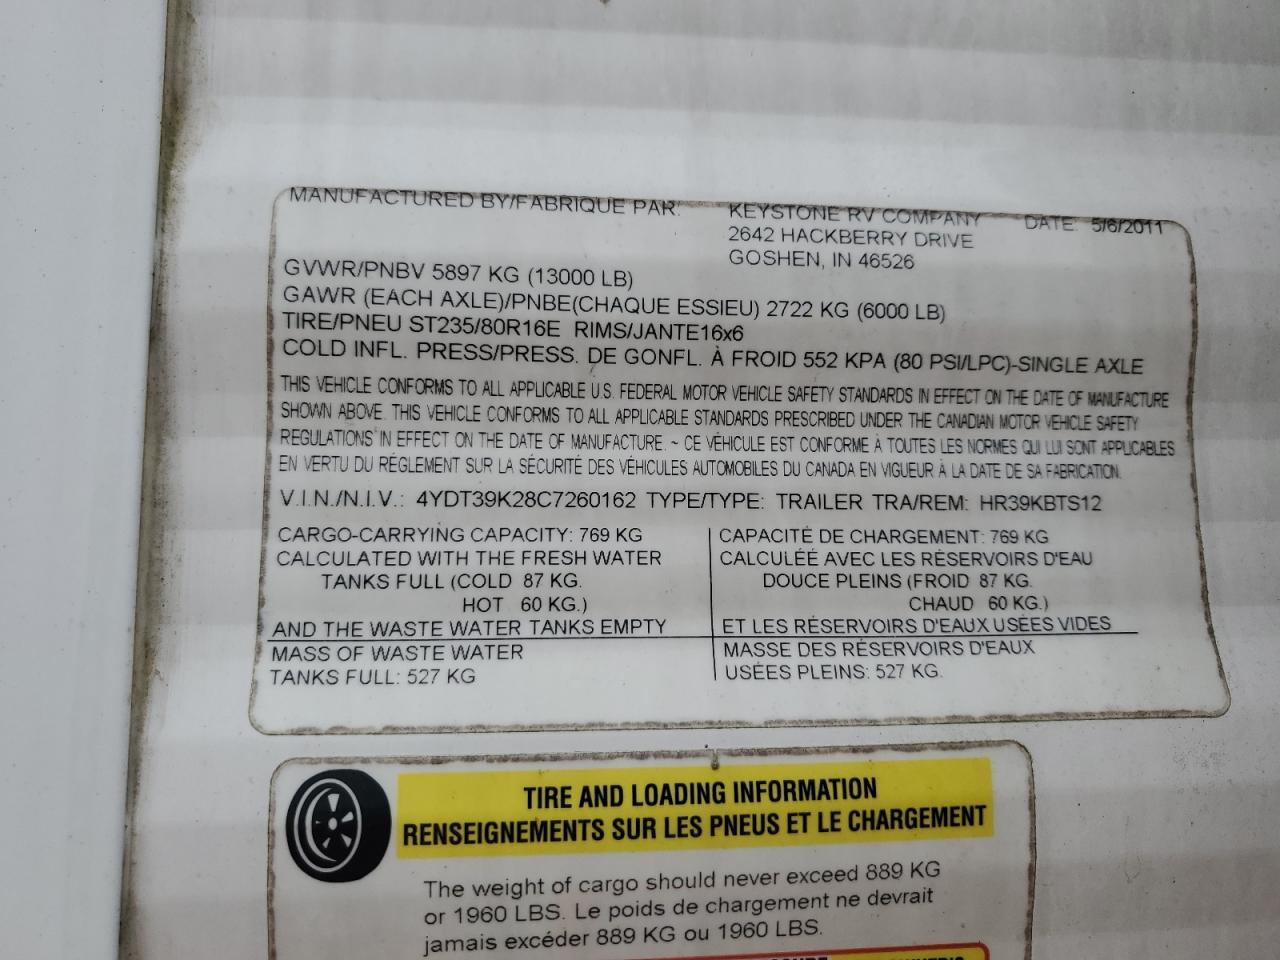 MANUFACTURED BY/FABRIQUE PAR: KEYSTONE RV COMPANY DATE: 5/6/2011
2642 HACKBERRY DRIVE
GOSHEN, IN 46526
GVWR/PNBV 5897 KG (13000 LB)
GAWR (EACH AXLE)/PNBE(CHAQUE ESSIEU) 2722 KG (6000 LB)
TIRE/PNEU ST235/80R16E RIMS/JANTE16x6
COLD INFL. PRESS/PRESS. DE GONFL. À FROID 552 KPA (80 PSI/LPC)-SINGLE AXLE
THIS VEHICLE CONFORMS TO ALL APPLICABLE U.S. FEDERAL MOTOR VEHICLE SAFETY STANDARDS IN EFFECT ON THE DATE OF MANUFACTURE
SHOWN ABOVE. THIS VEHICLE CONFORMS TO ALL APPLICABLE STANDARDS PRESCRIBED UNDER THE CANADIAN MOTOR VEHICLE SAFETY
REGULATIONS IN EFFECT ON THE DATE OF MANUFACTURE. ~ CE VÉHICULE EST CONFORME À TOUTES LES NORMES QUI LUI SONT APPLICABLES
EN VERTU DU RÉGLEMENT SUR LA SÉCURITÉ DES VÉHICULES AUTOMOBILES DU CANADA EN VIGUEUR À LA DATE DE SA FABRICATION.
V.I.N./N.I.V.: 4YDT39K28C7260162 TYPE/TYPE: TRAILER TRA/REM: HR39KBTS12
CARGO-CARRYING CAPACITY: 769 KG
CALCULATED WITH THE FRESH WATER
TANKS FULL (COLD 87 KG.
HOT 60 KG.)
AND THE WASTE WATER TANKS EMPTY
MASS OF WASTE WATER
TANKS FULL: 527 KG
CAPACITÉ DE CHARGEMENT: 769 KG
CALCULÉE AVEC LES RÉSERVOIRS D'EAU
DOUCE PLEINS (FROID 87 KG.
CHAUD 60 KG.)
ET LES RÉSERVOIRS D'EAUX USÉES VIDES
MASSE DES RÉSERVOIRS D'EAUX
USÉES PLEINS: 527 KG.
TIRE AND LOADING INFORMATION
RENSEIGNEMENTS SUR LES PNEUS ET LE CHARGEMENT
The weight of cargo should never exceed 889 KG
or 1960 LBS. Le poids de chargement ne devrait
jamais excéder 889 KG ou 1960 LBS.